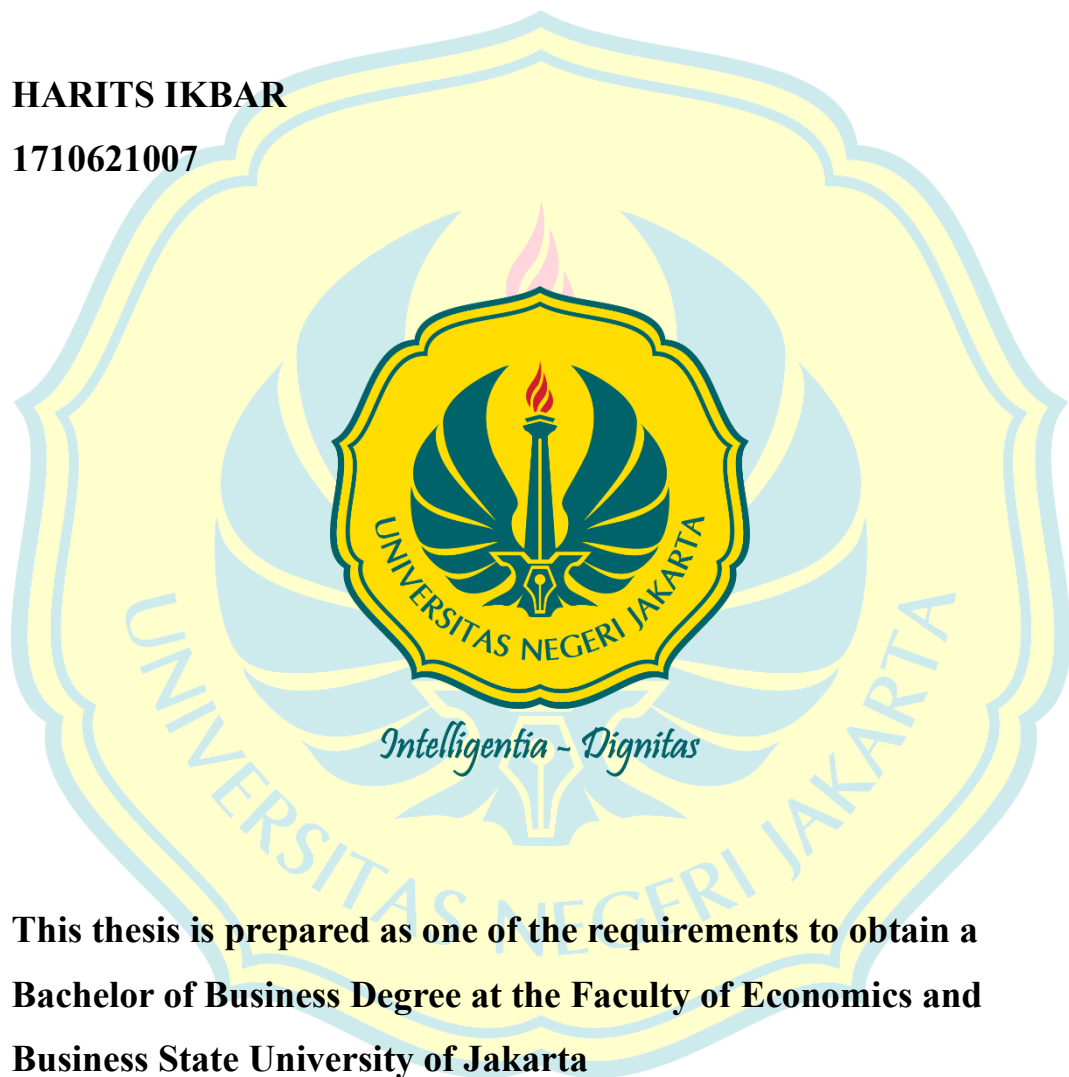 HARITS IKBAR
1710621007
UNIVERSITAS NEGERI JAKARTA
Intelligentia - Dignitas
UNIVERSITAS NEGERI JAKARTA
This thesis is prepared as one of the requirements to obtain a
Bachelor of Business Degree at the Faculty of Economics and
Business State University of Jakarta